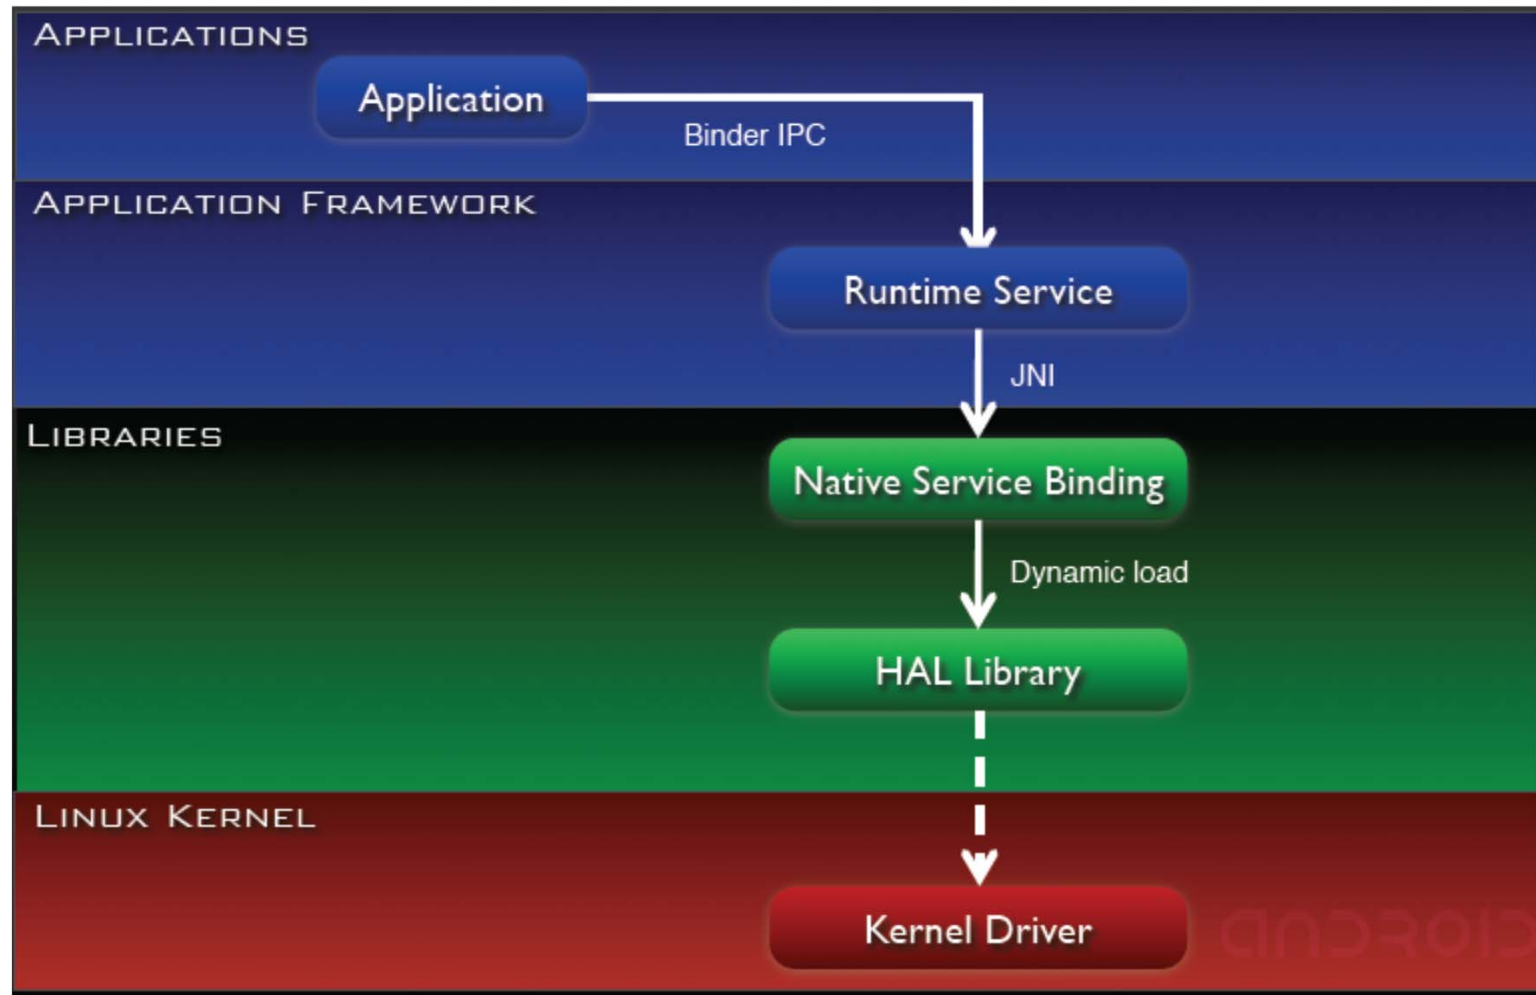 APPLICATIONS
Application
Binder IPC
APPLICATION FRAMEWORK
Runtime Service
JNI
LIBRARIES
Native Service Binding
Dynamic load
HAL Library
LINUX KERNEL
Kernel Driver
ANDROID